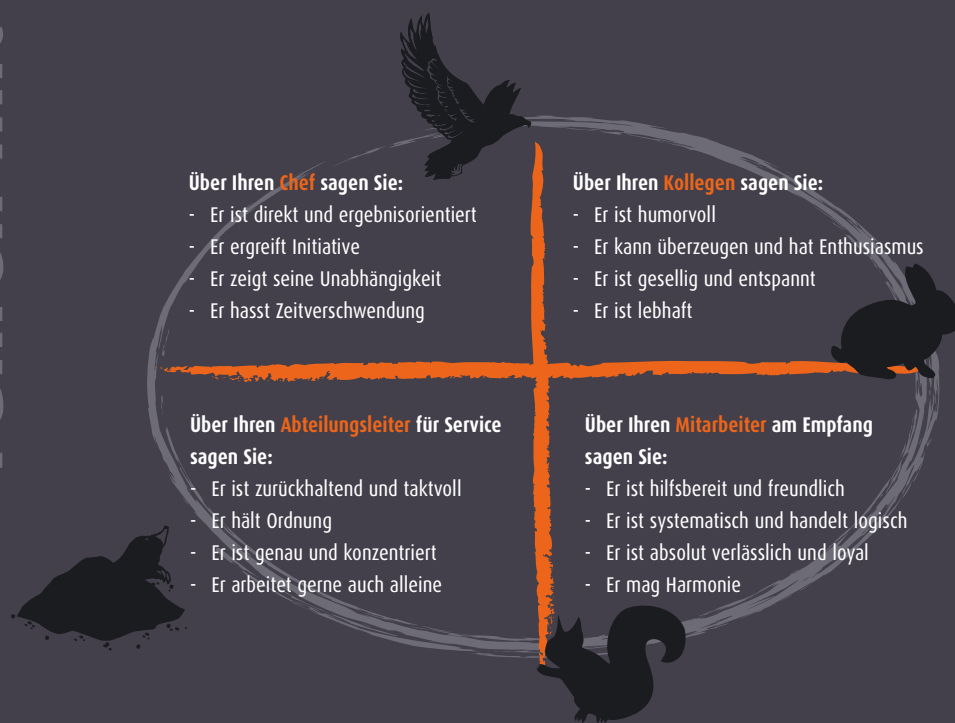 Über Ihren Chef sagen Sie:
- Er ist direkt und ergebnisorientiert
- Er ergreift Initiative
- Er zeigt seine Unabhängigkeit
- Er hasst Zeitverschwendung
Über Ihren Kollegen sagen Sie:
- Er ist humorvoll
- Er kann überzeugen und hat Enthusiasmus
- Er ist gesellig und entspannt
- Er ist lebhaft
Über Ihren Abteilungsleiter für Service
sagen Sie:
- Er ist zurückhaltend und taktvoll
- Er hält Ordnung
- Er ist genau und konzentriert
- Er arbeitet gerne auch alleine
Über Ihren Mitarbeiter am Empfang
sagen Sie:
- Er ist hilfsbereit und freundlich
- Er ist systematisch und handelt logisch
- Er ist absolut verlässlich und loyal
- Er mag Harmonie